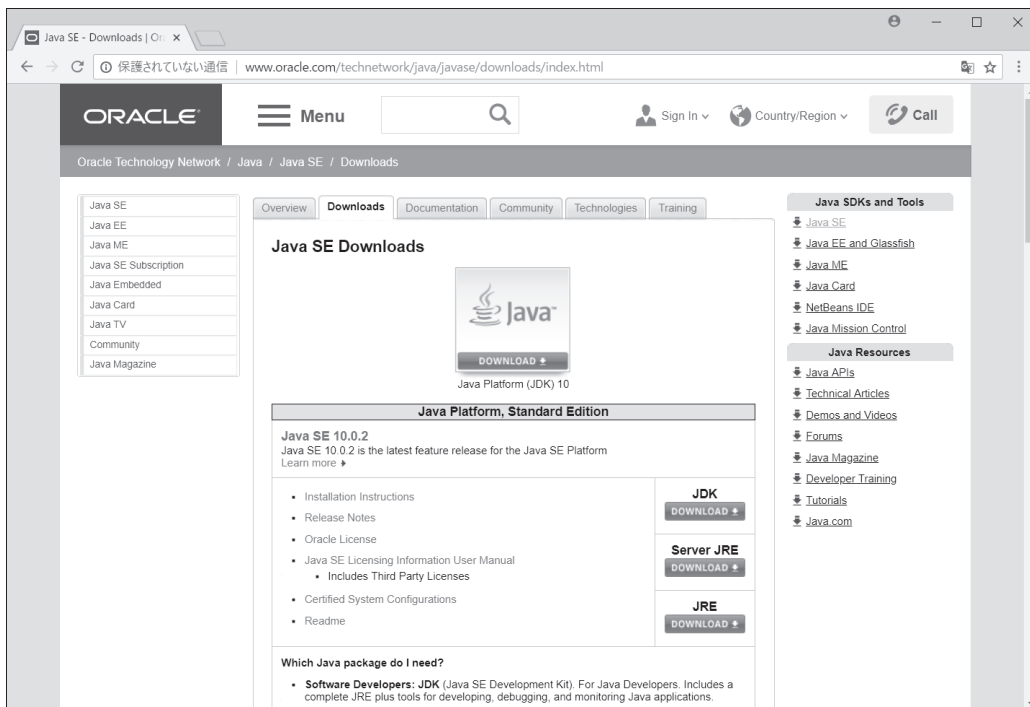 Java SE - Downloads | Or
保護されていない通信 | www.oracle.com/technetwork/java/javase/downloads/index.html
ORACLE
Menu
Sign In
Country/Region
Call
Oracle Technology Network / Java / Java SE / Downloads
Java SE
Java EE
Java ME
Java SE Subscription
Java Embedded
Java Card
Java TV
Community
Java Magazine
Overview
Downloads
Documentation
Community
Technologies
Training
Java SE Downloads
Java
DOWNLOAD
Java Platform (JDK) 10
Java Platform, Standard Edition
Java SE 10.0.2
Java SE 10.0.2 is the latest feature release for the Java SE Platform
Learn more
• Installation Instructions
• Release Notes
• Oracle License
• Java SE Licensing Information User Manual
• Includes Third Party Licenses
• Certified System Configurations
• Readme
JDK
DOWNLOAD
Server JRE
DOWNLOAD
JRE
DOWNLOAD
Which Java package do I need?
• Software Developers: JDK (Java SE Development Kit). For Java Developers. Includes a
complete JRE plus tools for developing, debugging, and monitoring Java applications.
Java SDKs and Tools
Java SE
Java EE and Glassfish
Java ME
Java Card
NetBeans IDE
Java Mission Control
Java Resources
Java APIs
Technical Articles
Demos and Videos
Forums
Java Magazine
Developer Training
Tutorials
Java.com